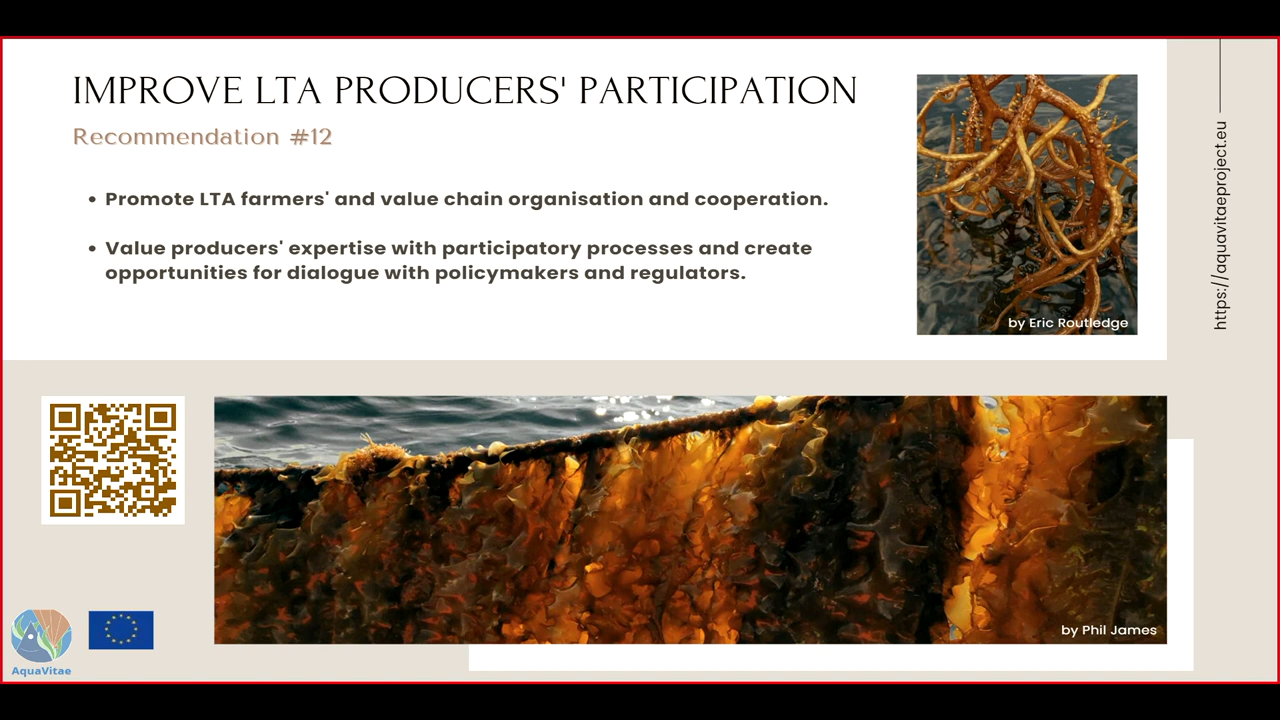 IMPROVE LTA PRODUCERS' PARTICIPATION
Recommendation #12
• Promote LTA farmers' and value chain organisation and cooperation.
• Value producers' expertise with participatory processes and create
opportunities for dialogue with policymakers and regulators.
by Eric Routledge
https://aquavitaeproject.eu
by Phil James
AquaVitae